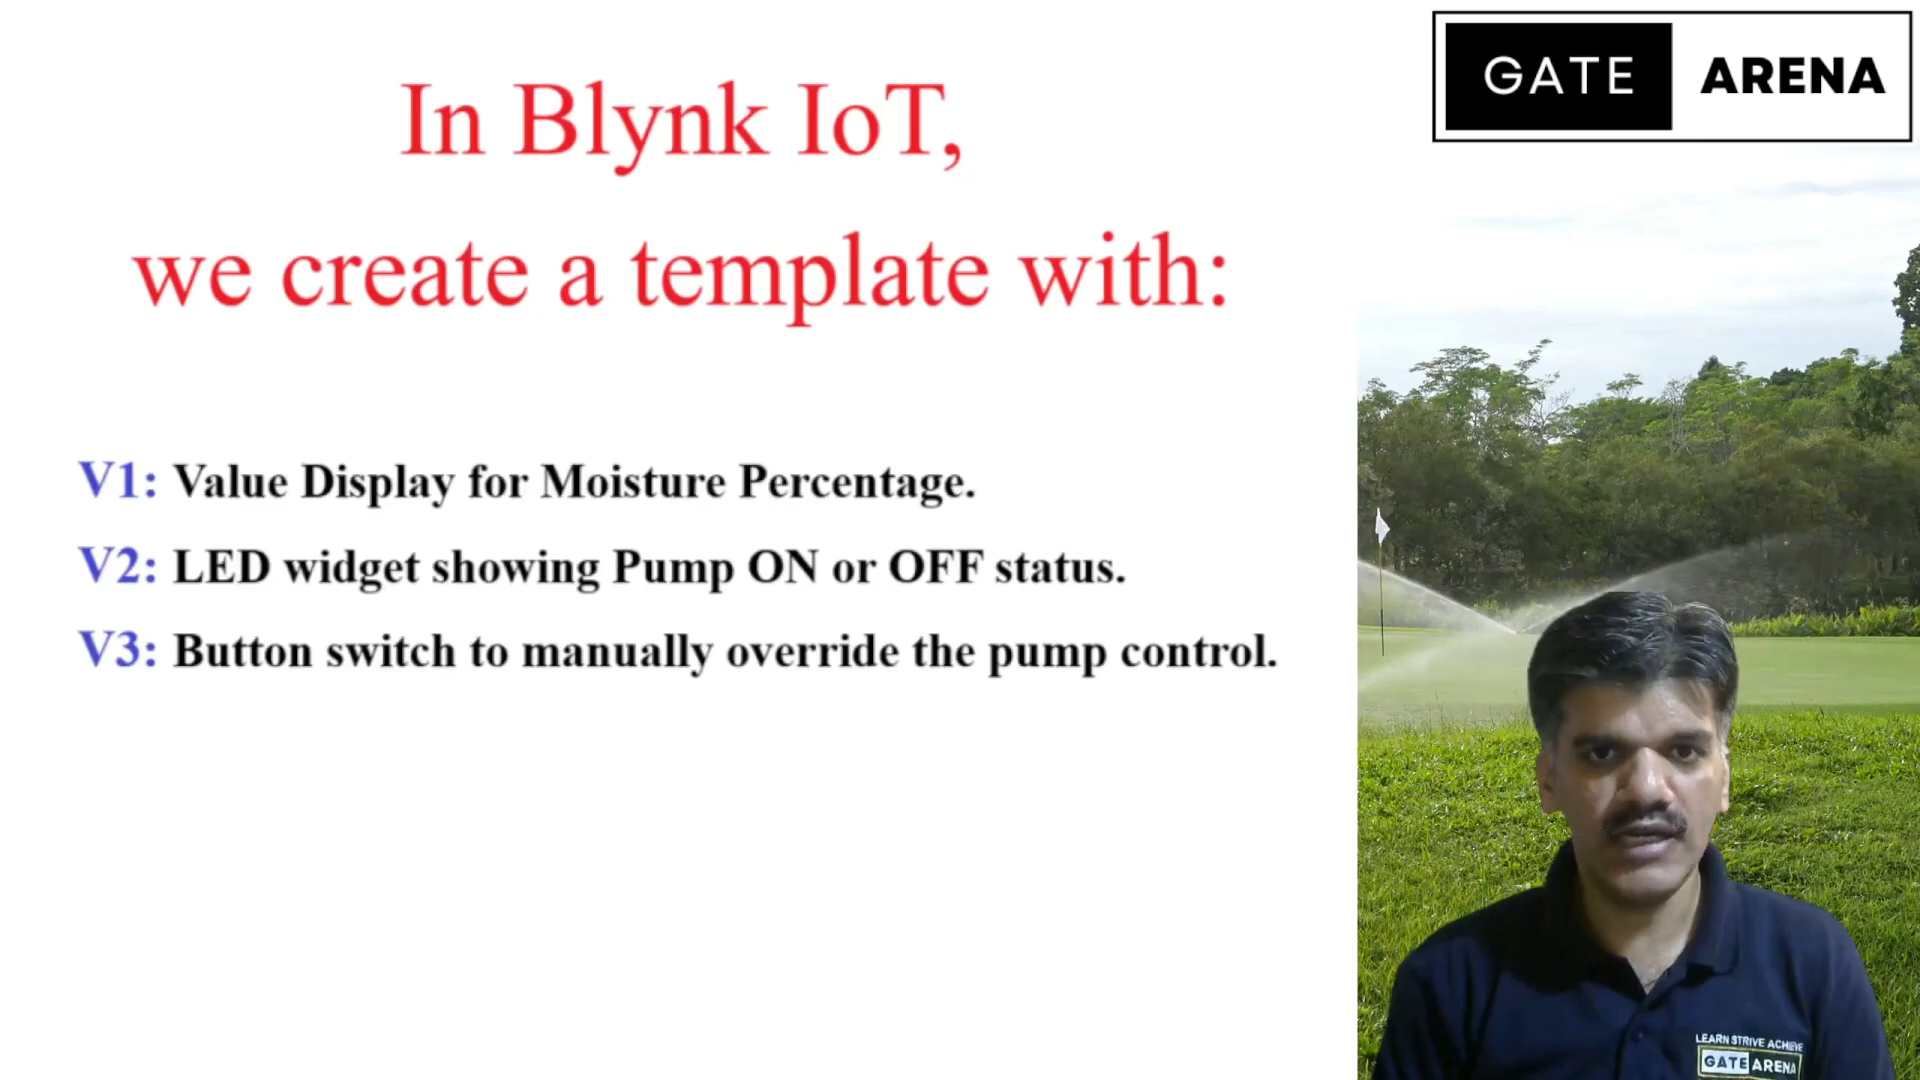 GATE ARENA
In Blynk IoT,
we create a template with:
V1: Value Display for Moisture Percentage.
V2: LED widget showing Pump ON or OFF status.
V3: Button switch to manually override the pump control.
LEARN STRIVE ACHIEVE
GATE ARENA